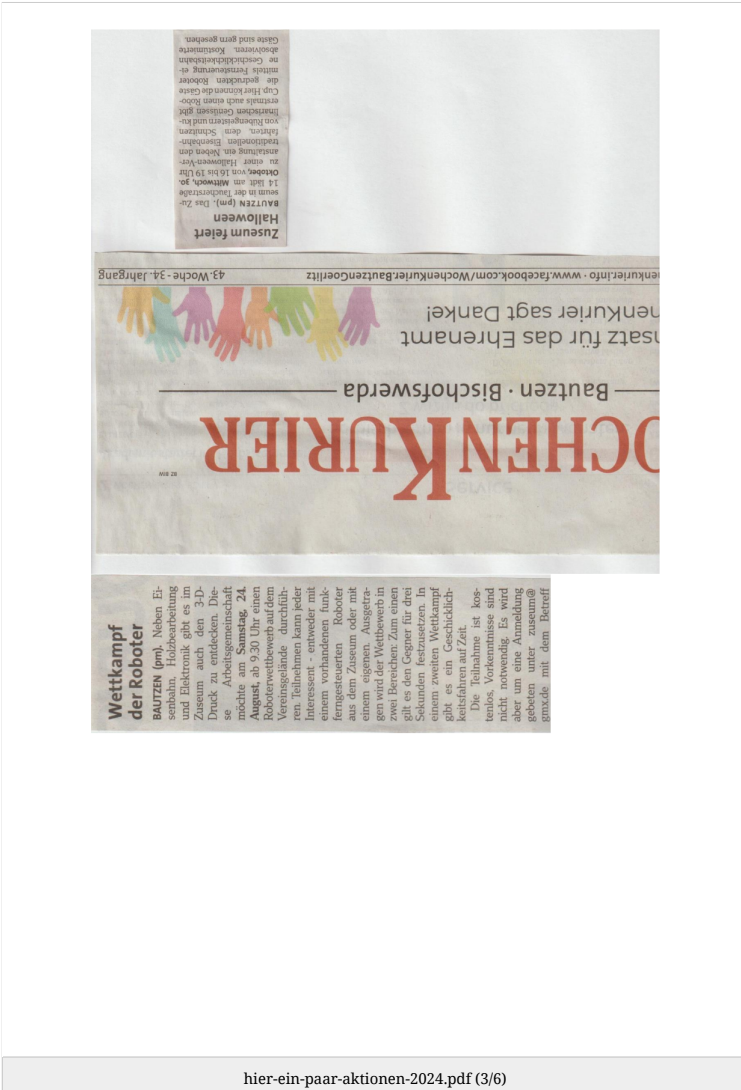 Zuseum feiert
Halloween
BAUTZEN (pm). Das Zu-
seum in der Taucherstraße
14 lädt am Mittwoch, 30.
Oktober, von 16 bis 19 Uhr
zu einer Halloween-Ver-
anstaltung ein. Neben den
traditionellen Eisenbahn-
fahrten, dem Schnitzen
von Rübengeistern und ku-
linarischen Genüssen gibt
erstmals auch einen Robo-
Cup. Hier können die Gäste
die gedruckten Roboter
mittels Fernsteuerung ei-
ne Geschicklichkeitsbahn
absolvieren. Kostümierte
Gäste sind gern gesehen.
BZ BIW
OCHENKURIER
Bautzen · Bischofswerda
nsatz für das Ehrenamt
henKurier sagt Danke!
enkurier.info · www.facebook.com/WochenKurier.BautzenGoerlitz
43. Woche - 34. Jahrgang
Wettkampf
der Roboter
BAUTZEN (pm). Neben Ei-
senbahn, Holzbearbeitung
und Elektronik gibt es im
Zuseum auch den 3-D-
Druck zu entdecken. Die-
se Arbeitsgemeinschaft
möchte am Samstag, 24.
August, ab 9.30 Uhr einen
Roboterwettbewerb auf dem
Vereinsgelände durchfüh-
ren. Teilnehmen kann jeder
Interessent - entweder mit
einem vorhandenen funk-
ferngesteuerten Roboter
aus dem Zuseum oder mit
einem eigenen. Ausgetra-
gen wird der Wettbewerb in
zwei Bereichen: Zum einen
gilt es den Gegner für drei
Sekunden festzusetzen. In
einem zweiten Wettkampf
gibt es ein Geschicklich-
keitsfahren auf Zeit.
Die Teilnahme ist kos-
tenlos, Vorkenntnisse sind
nicht notwendig. Es wird
aber um eine Anmeldung
gebeten unter zuseum@
gmx.de mit dem Betreff
hier-ein-paar-aktionen-2024.pdf (3/6)